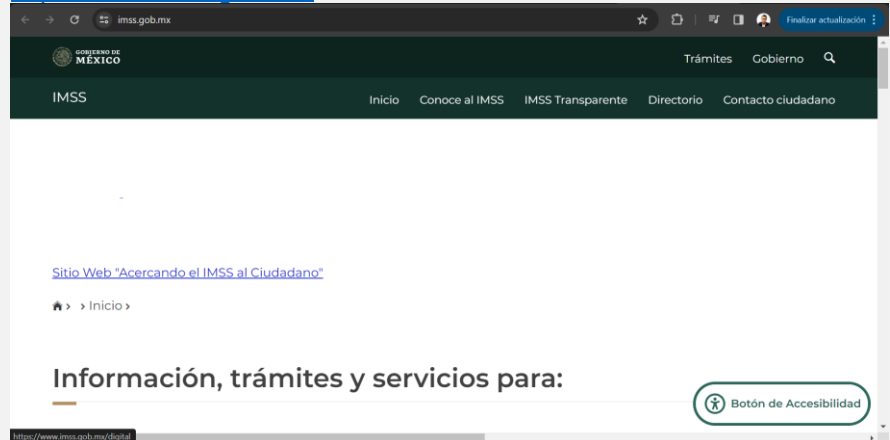 imss.gob.mx
Finalizar actualización
GOBIERNO DE
MÉXICO
Trámites Gobierno
IMSS
Inicio Conoce al IMSS IMSS Transparente Directorio Contacto ciudadano
Sitio Web "Acercando el IMSS al Ciudadano"
Inicio
Información, trámites y servicios para:
Botón de Accesibilidad
https://www.imss.gob.mx/digital